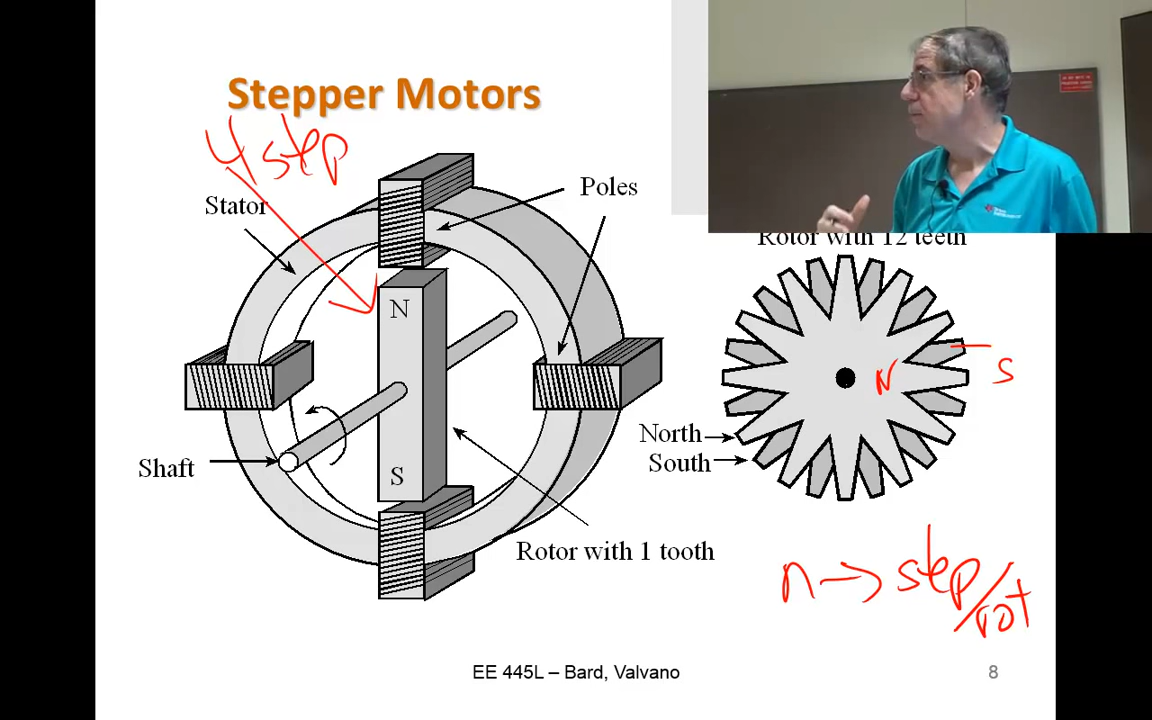 Stepper Motors
4 step
Stator
Poles
Rotor with 12 teeth
N
N
S
North
South
Shaft
S
Rotor with 1 tooth
n → step/rot
EE 445L – Bard, Valvano
8